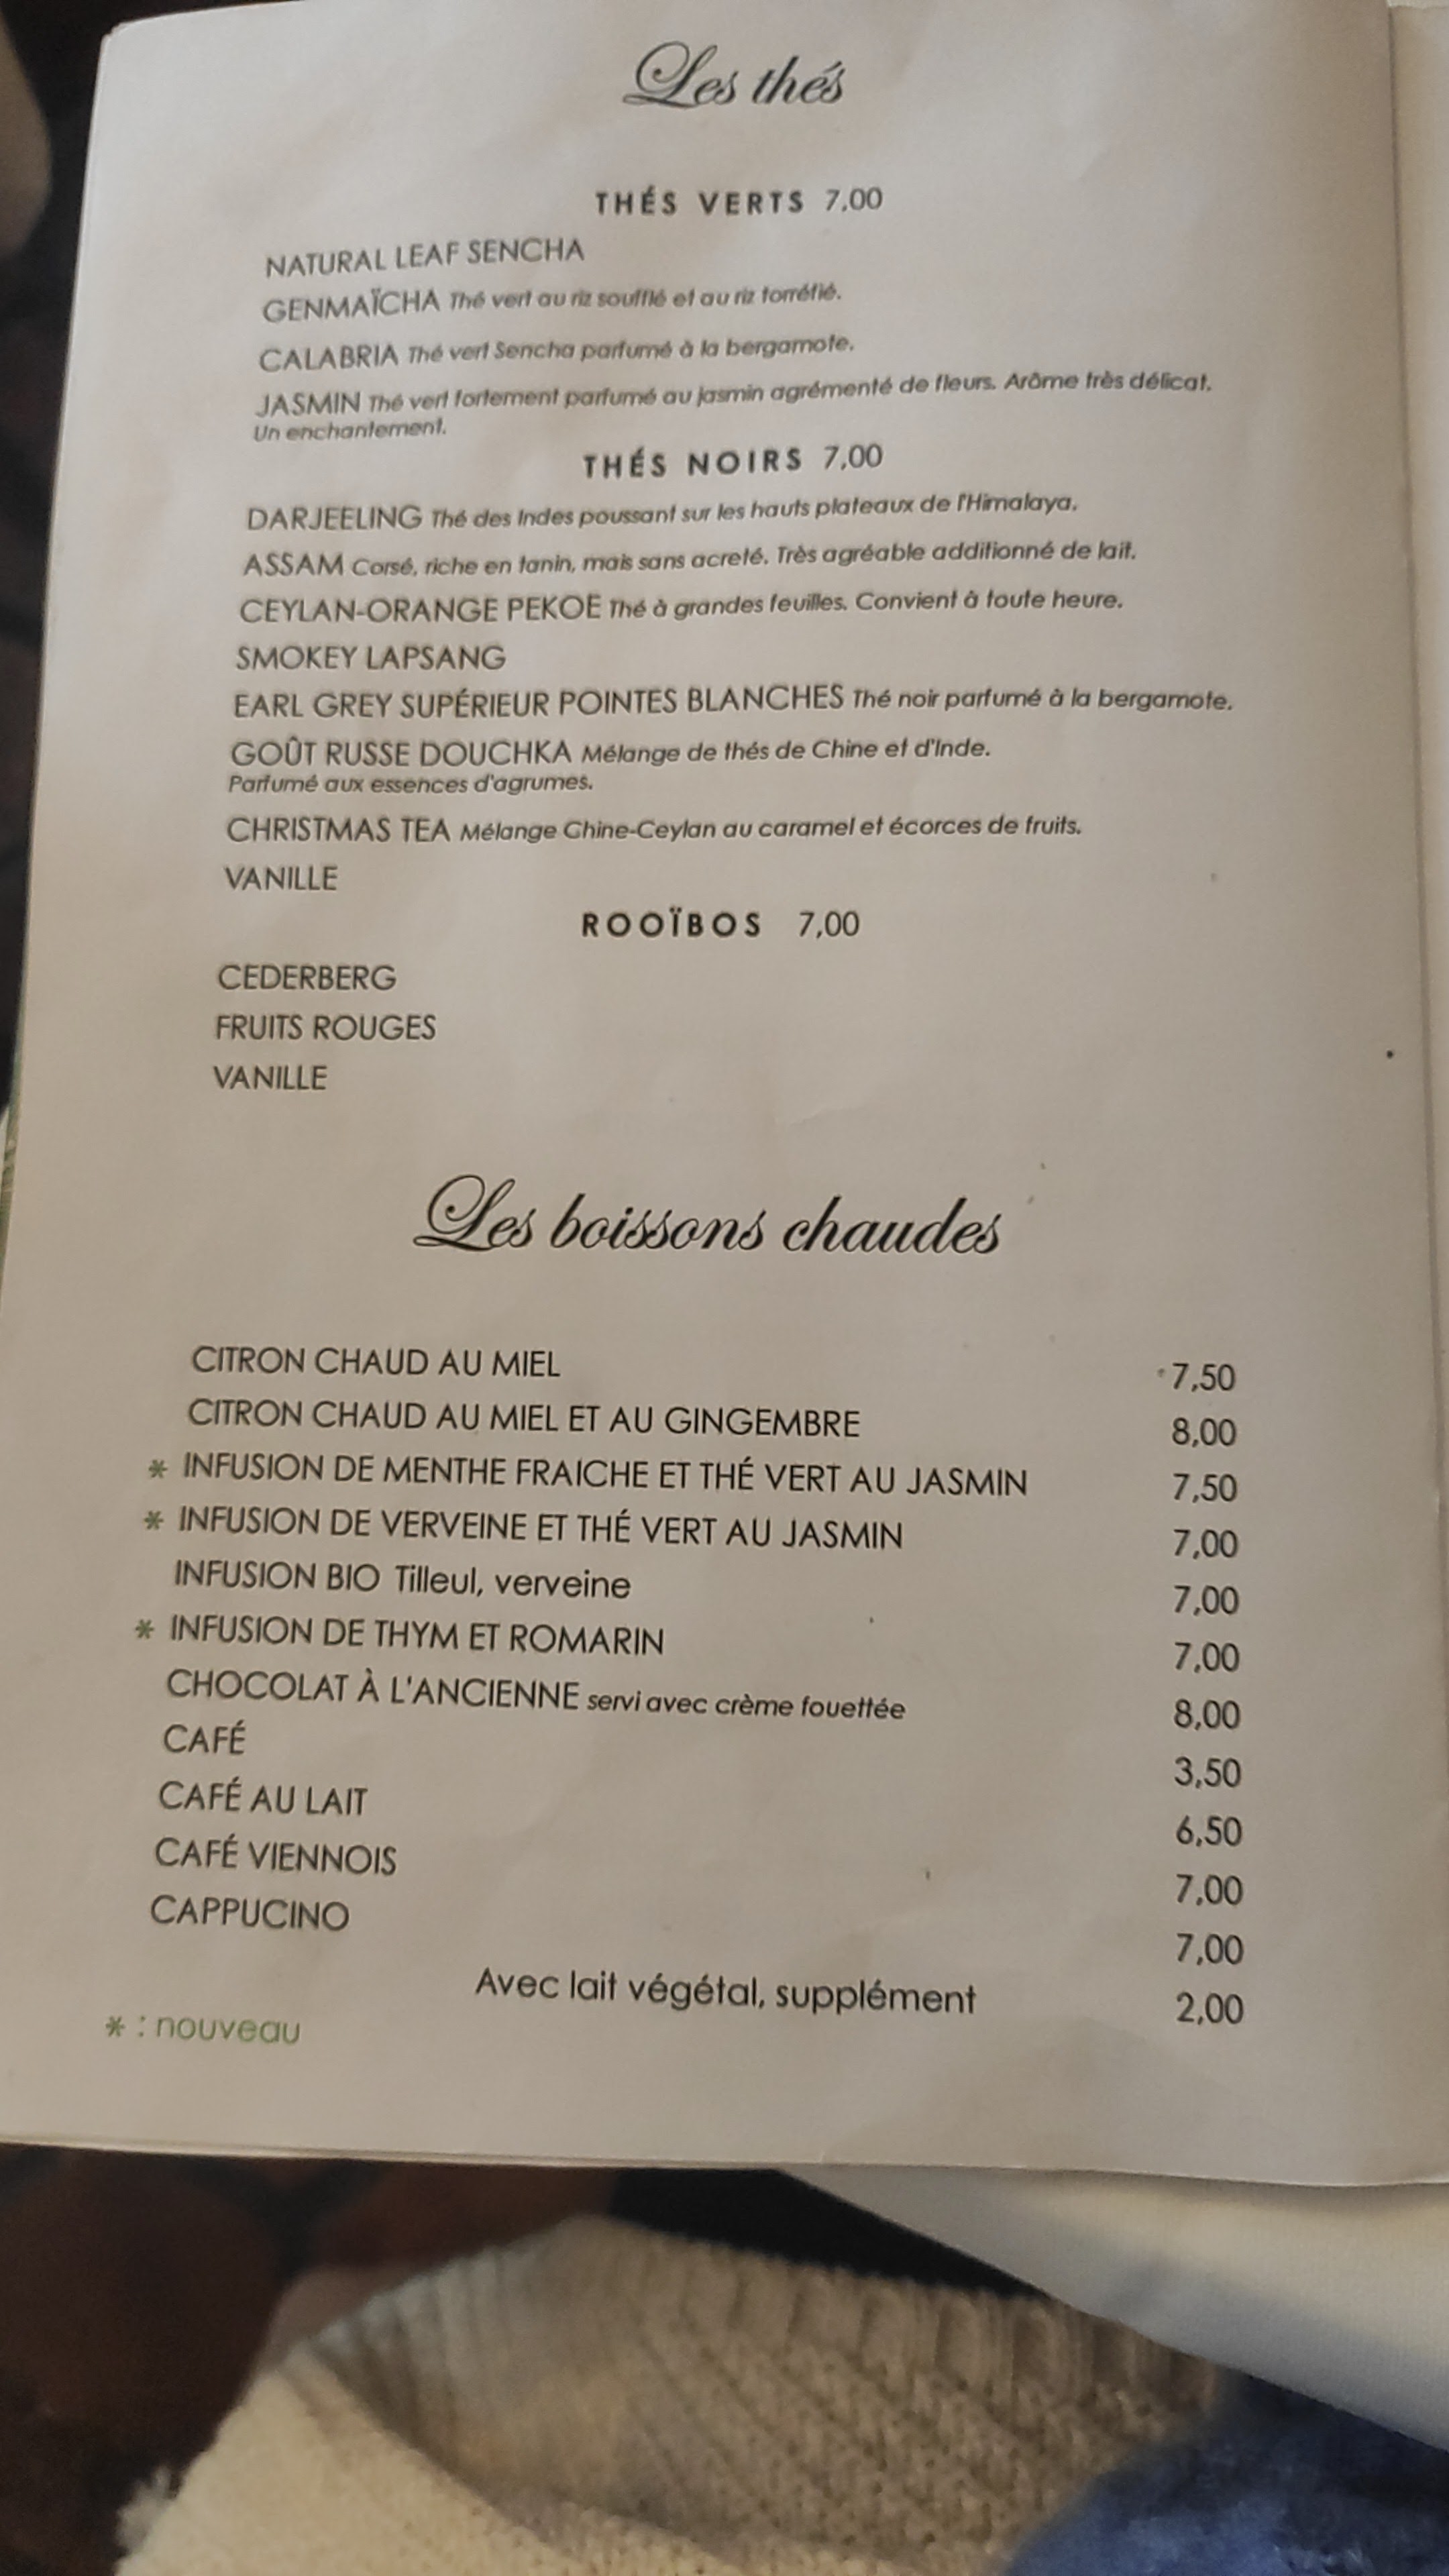 Les thés
THÉS VERTS 7,00
NATURAL LEAF SENCHA
GENMAÏCHA Thé vert au riz soufflé et au riz torréfié.
CALABRIA Thé vert Sencha parfumé à la bergamote.
JASMIN Thé vert fortement parfumé au jasmin agrémenté de fleurs. Arôme très délicat.
Un enchantement.
THÉS NOIRS 7,00
DARJEELING Thé des Indes poussant sur les hauts plateaux de l'Himalaya.
ASSAM Corsé, riche en tanin, mais sans acreté. Très agréable additionné de lait.
CEYLAN-ORANGE PEKOE Thé à grandes feuilles. Convient à toute heure.
SMOKEY LAPSANG
EARL GREY SUPÉRIEUR POINTES BLANCHES Thé noir parfumé à la bergamote.
GOÛT RUSSE DOUCHKA Mélange de thés de Chine et d'Inde.
Parfumé aux essences d'agrumes.
CHRISTMAS TEA Mélange Chine-Ceylan au caramel et écorces de fruits.
VANILLE
ROOÏBOS 7,00
CEDERBERG
FRUITS ROUGES
VANILLE
Les boissons chaudes
CITRON CHAUD AU MIEL 7,50
CITRON CHAUD AU MIEL ET AU GINGEMBRE 8,00
* INFUSION DE MENTHE FRAICHE ET THÉ VERT AU JASMIN 7,50
* INFUSION DE VERVEINE ET THÉ VERT AU JASMIN 7,00
INFUSION BIO Tilleul, verveine 7,00
* INFUSION DE THYM ET ROMARIN 7,00
CHOCOLAT À L'ANCIENNE servi avec crème fouettée 8,00
CAFÉ 3,50
CAFÉ AU LAIT 6,50
CAFÉ VIENNOIS 7,00
CAPPUCINO 7,00
Avec lait végétal, supplément 2,00
* : nouveau